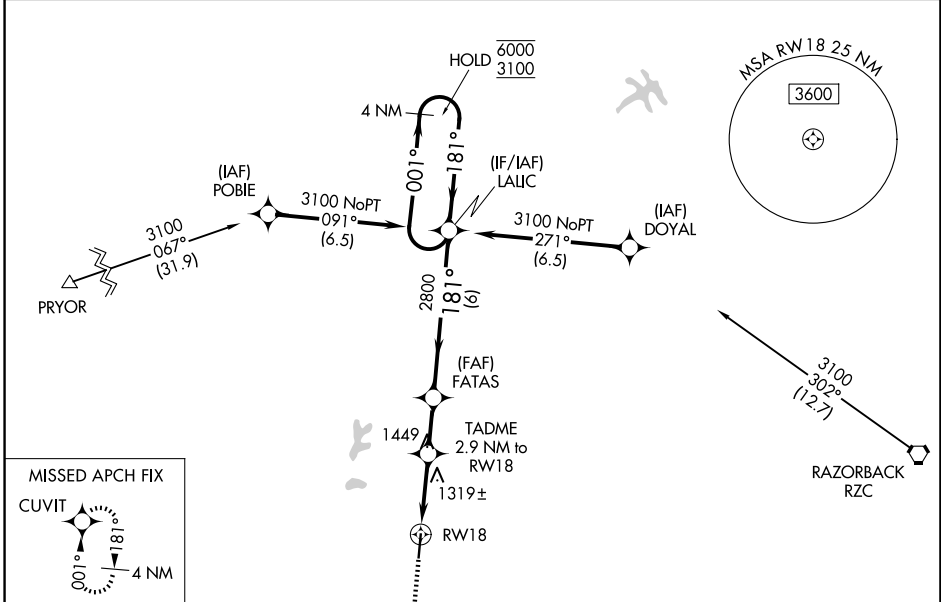 HOLD 6000
3100
4 NM
001°
181°
MSA RW18 25 NM
3600
(IAF)
POBIE
3100 NoPT
091°
(6.5)
(IF/IAF)
LALIC
3100 NoPT
271°
(6.5)
(IAF)
DOYAL
3100
067°
(31.9)
PRYOR
2800
181°
(6)
(FAF)
FATAS
3100
302°
(12.7)
RAZORBACK
RZC
1449
TADME
2.9 NM to
RW18
1319±
RW18
MISSED APCH FIX
CUVIT
001°
181°
4 NM